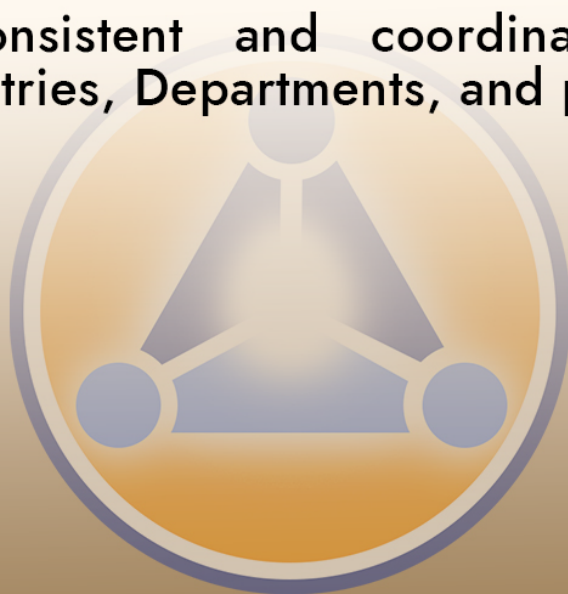 onsistent and coordina
tries, Departments, and p